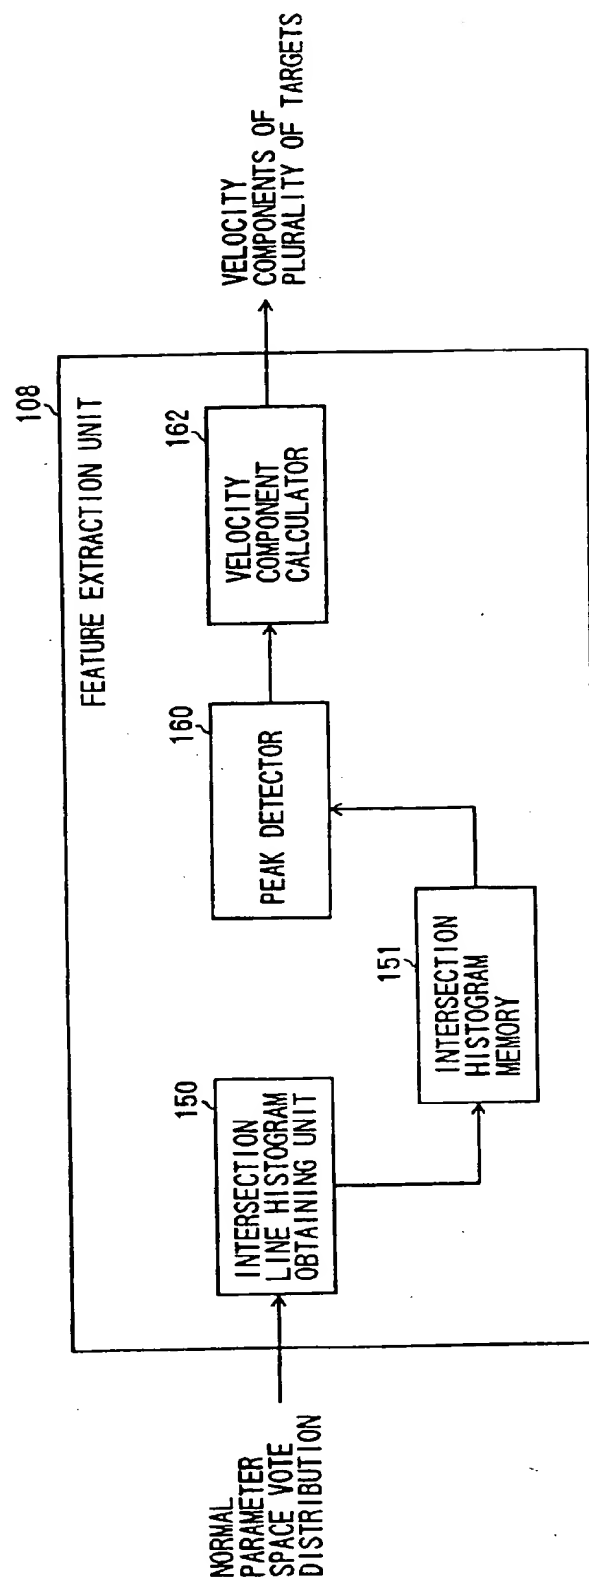 108
FEATURE EXTRACTION UNIT
NORMAL
PARAMETER
SPACE VOTE
DISTRIBUTION
150
INTERSECTION
LINE HISTOGRAM
OBTAINING UNIT
151
INTERSECTION
HISTOGRAM
MEMORY
160
PEAK DETECTOR
162
VELOCITY
COMPONENT
CALCULATOR
VELOCITY
COMPONENTS OF
PLURALITY OF TARGETS